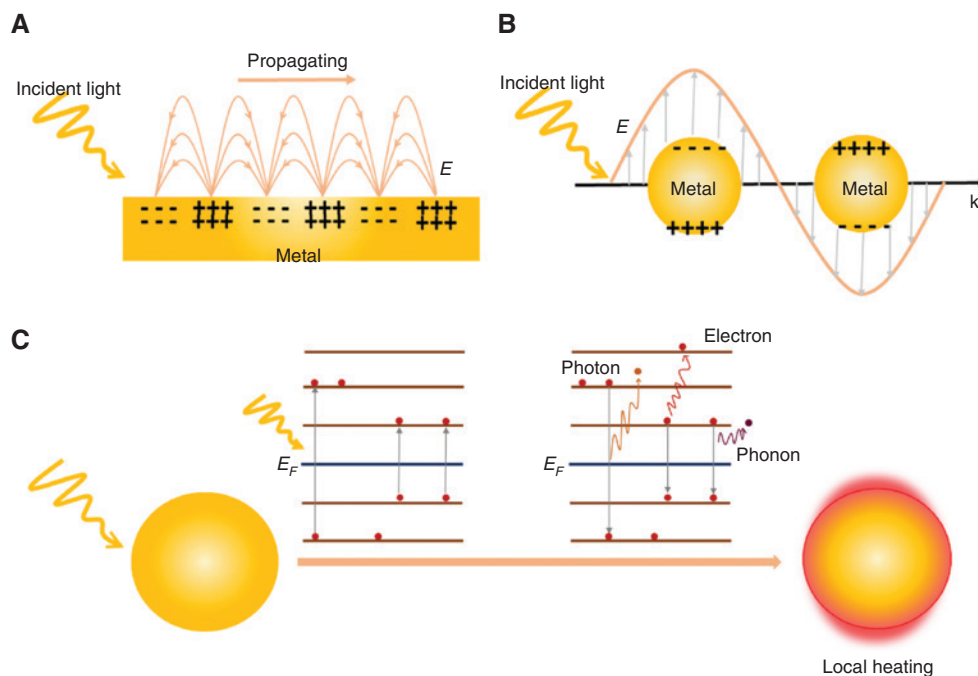 A
Propagating
Incident light
E
- - - +++ - - - +++ - - - +++
- - - +++ - - - +++ - - - +++
Metal
B
Incident light
E
- - - -
++++
Metal
Metal
k
++++
- - - -
C
Electron
Photon
E_F
E_F
Phonon
Local heating